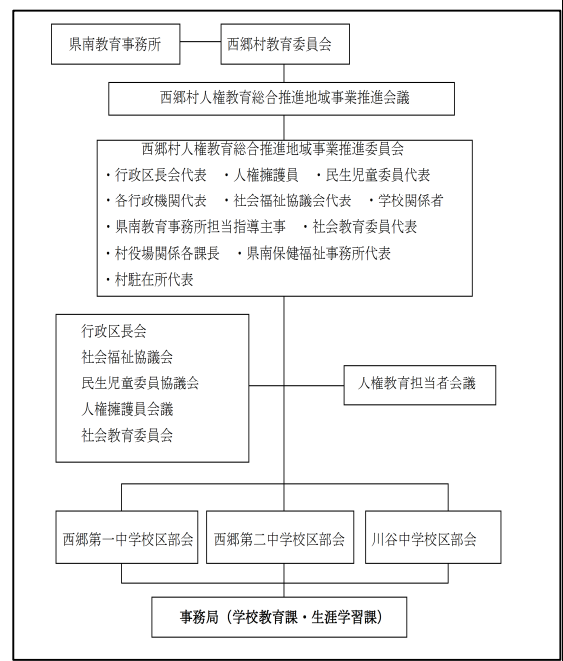 県南教育事務所
西郷村教育委員会
西郷村人権教育総合推進地域事業推進会議
西郷村人権教育総合推進地域事業推進委員会
・行政区長会代表 ・人権擁護員 ・民生児童委員代表
・各行政機関代表 ・社会福祉協議会代表 ・学校関係者
・県南教育事務所担当指導主事 ・社会教育委員代表
・村役場関係各課長 ・県南保健福祉事務所代表
・村駐在所代表
行政区長会
社会福祉協議会
民生児童委員協議会
人権擁護員会議
社会教育委員会
人権教育担当者会議
西郷第一中学校区部会
西郷第二中学校区部会
川谷中学校区部会
事務局（学校教育課・生涯学習課）